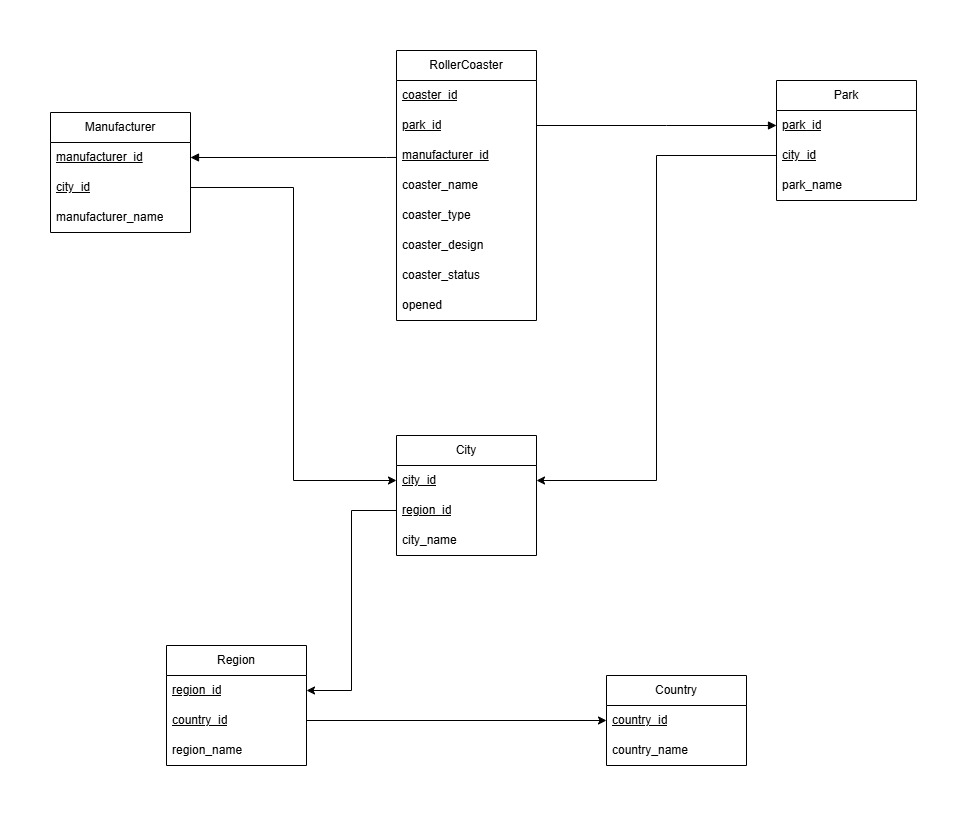 RollerCoaster
coaster_id
park_id
manufacturer_id
coaster_name
coaster_type
coaster_design
coaster_status
opened
Park
park_id
city_id
park_name
Manufacturer
manufacturer_id
city_id
manufacturer_name
City
city_id
region_id
city_name
Region
region_id
country_id
region_name
Country
country_id
country_name